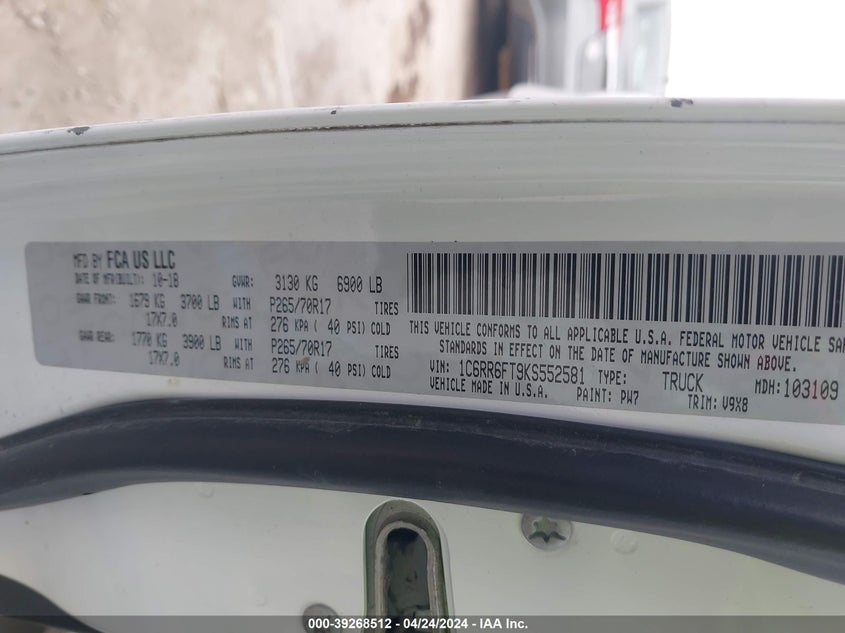 MFD BY FCA US LLC
DATE OF MFR(BUILT): 10-18 GVWR: 3130 KG 6900 LB
GAWR FRONT: 1679 KG 3700 LB WITH P265/70R17 TIRES
17X7.0 RIMS AT 276 KPA ( 40 PSI) COLD
GAWR REAR: 1770 KG 3900 LB WITH P265/70R17 TIRES
17X7.0 RIMS AT 276 KPA ( 40 PSI) COLD
THIS VEHICLE CONFORMS TO ALL APPLICABLE U.S.A. FEDERAL MOTOR VEHICLE SAF
STANDARDS IN EFFECT ON THE DATE OF MANUFACTURE SHOWN ABOVE.
VIN: 1C6RR6FT9KS552581 TYPE: TRUCK MDH: 103109
VEHICLE MADE IN U.S.A. PAINT: PW7 TRIM: V9X8
000-39268512 - 04/24/2024 - IAA Inc.